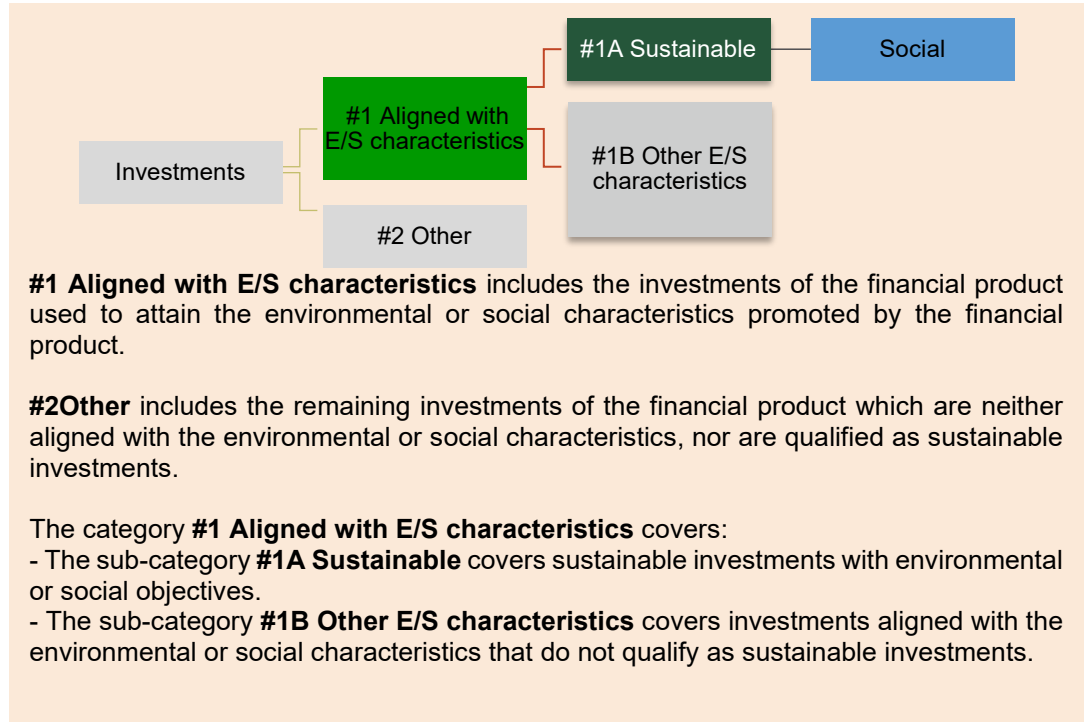 #1A Sustainable
Social
#1 Aligned with
E/S characteristics
#1B Other E/S
characteristics
Investments
#2 Other
#1 Aligned with E/S characteristics includes the investments of the financial product
used to attain the environmental or social characteristics promoted by the financial
product.
#2Other includes the remaining investments of the financial product which are neither
aligned with the environmental or social characteristics, nor are qualified as sustainable
investments.
The category #1 Aligned with E/S characteristics covers:
- The sub-category #1A Sustainable covers sustainable investments with environmental
or social objectives.
- The sub-category #1B Other E/S characteristics covers investments aligned with the
environmental or social characteristics that do not qualify as sustainable investments.